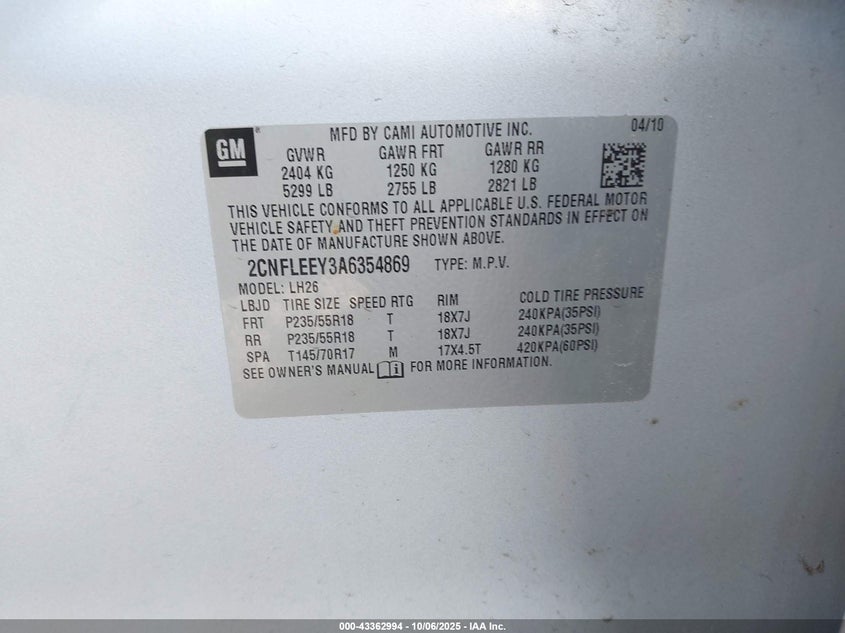 GM ® MFD BY CAMI AUTOMOTIVE INC. 04/10
GVWR GAWR FRT GAWR RR
2404 KG 1250 KG 1280 KG
5299 LB 2755 LB 2821 LB
THIS VEHICLE CONFORMS TO ALL APPLICABLE U.S. FEDERAL MOTOR
VEHICLE SAFETY AND THEFT PREVENTION STANDARDS IN EFFECT ON
THE DATE OF MANUFACTURE SHOWN ABOVE.
2CNFLEEY3A6354869 TYPE: M.P.V.
MODEL: LH26
LBJD TIRE SIZE SPEED RTG RIM COLD TIRE PRESSURE
FRT P235/55R18 T 18X7J 240KPA(35PSI)
RR P235/55R18 T 18X7J 240KPA(35PSI)
SPA T145/70R17 M 17X4.5T 420KPA(60PSI)
SEE OWNER'S MANUAL i FOR MORE INFORMATION.
000-43362994 - 10/06/2025 - IAA Inc.